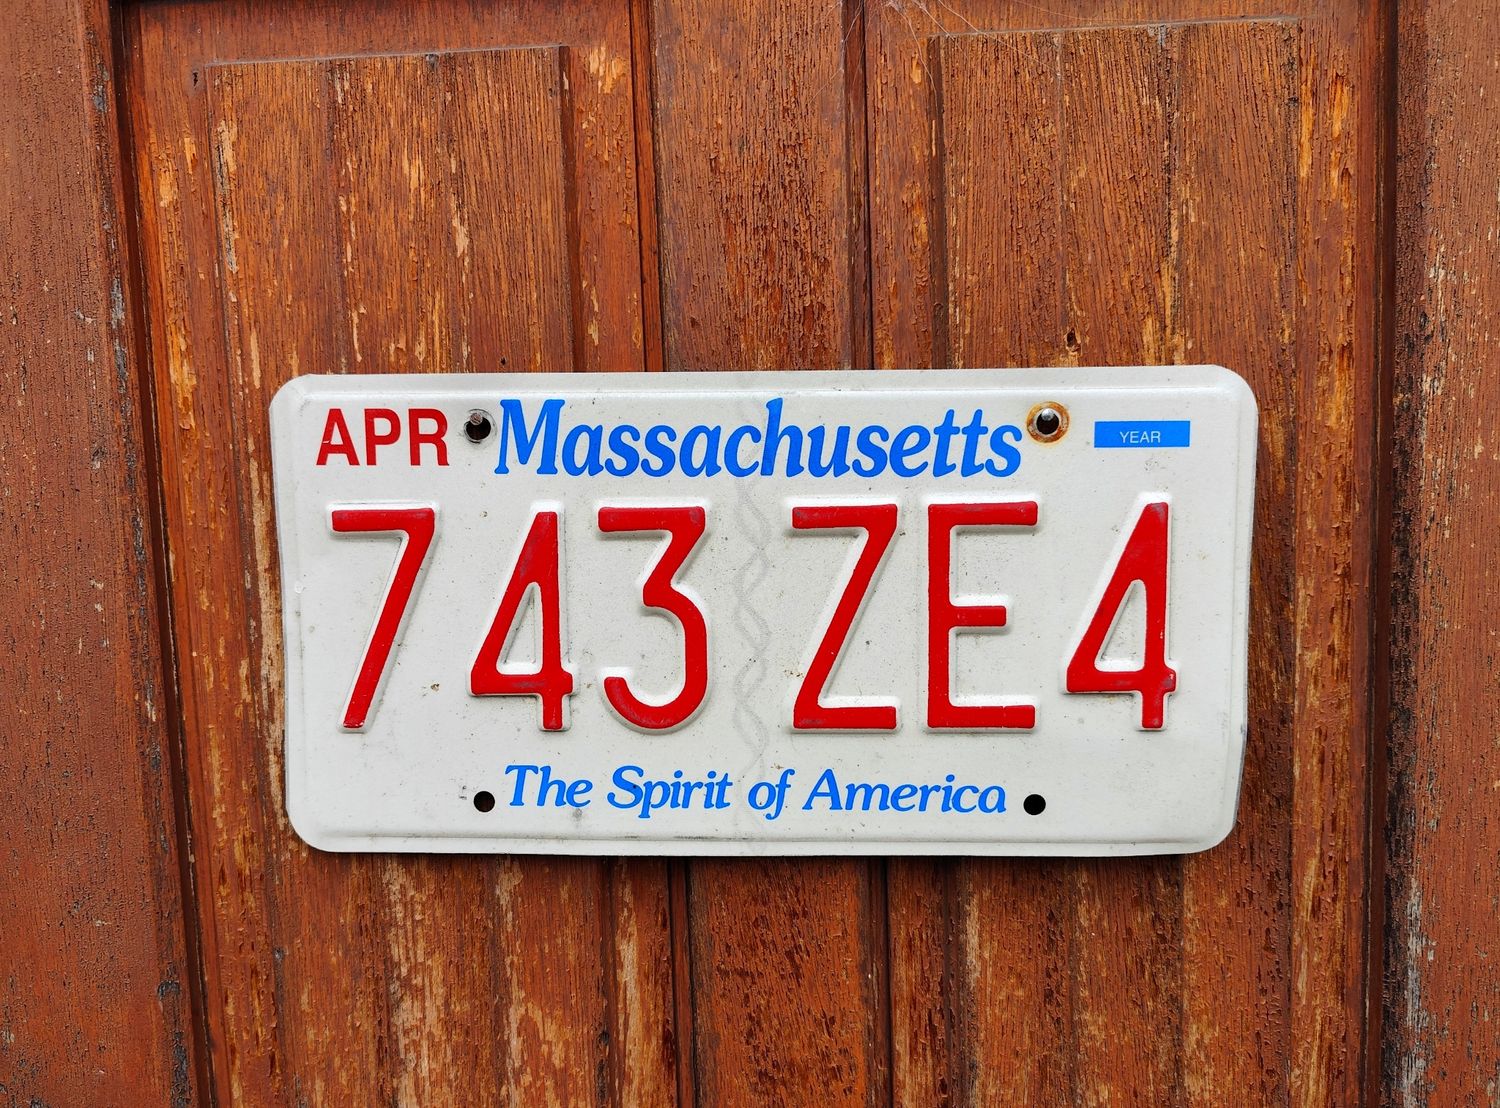 APR Massachusetts YEAR
743 ZE4
The Spirit of America